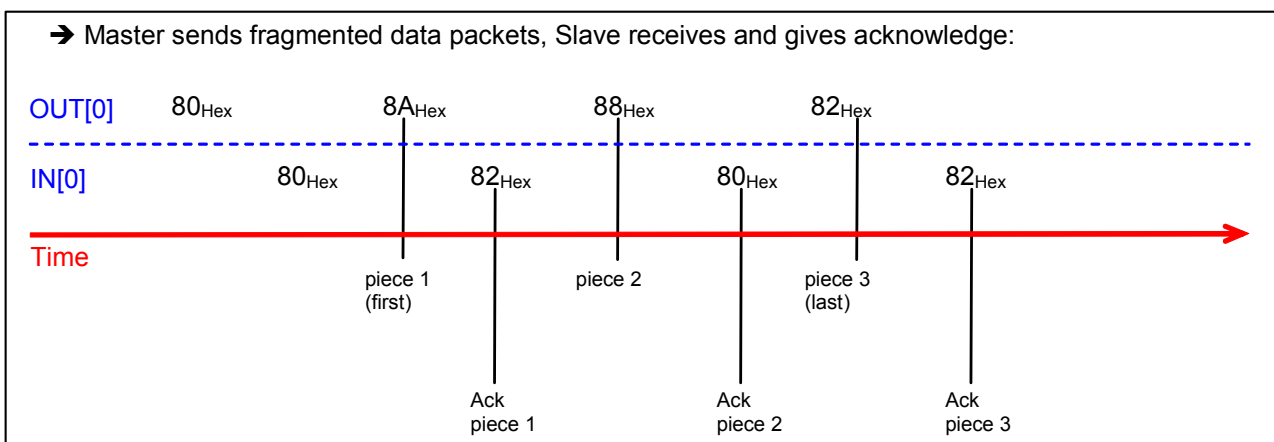 ➔ Master sends fragmented data packets, Slave receives and gives acknowledge:
OUT[0] 80Hex 8AHex 88Hex 82Hex
IN[0] 80Hex 82Hex 80Hex 82Hex
Time
piece 1 piece 2 piece 3
(first) (last)
Ack Ack Ack
piece 1 piece 2 piece 3